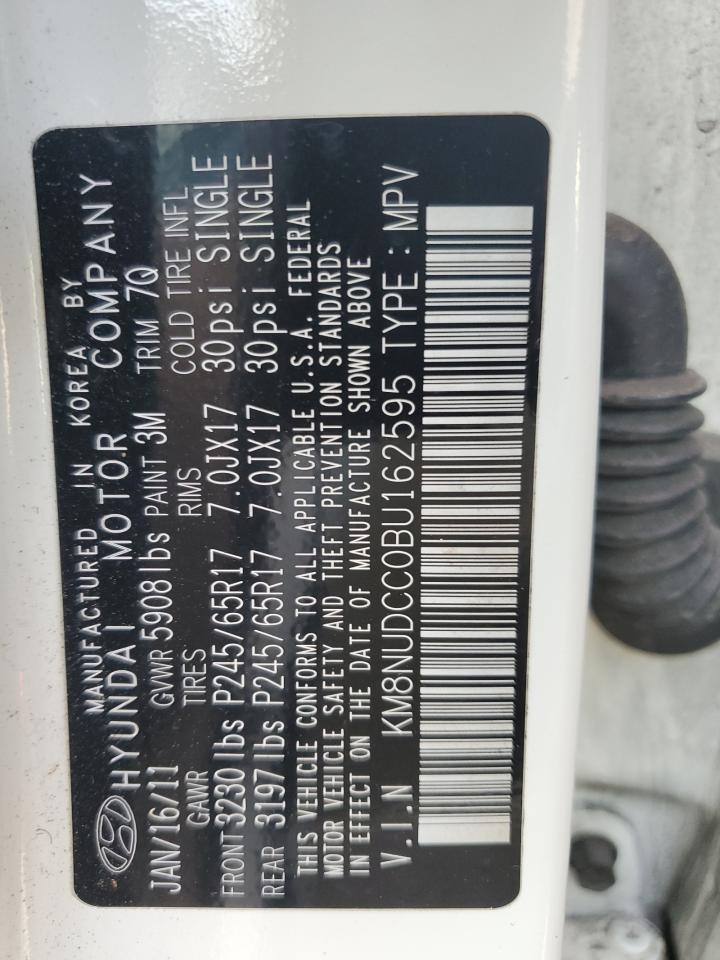 MANUFACTURED IN KOREA BY
HYUNDAI MOTOR COMPANY
JAN/16/11 GVWR 5908 lbs PAINT 3M TRIM 7Q
GAWR TIRES RIMS COLD TIRE INFL
FRONT 3230 lbs P245/65R17 7.0JX17 30psi SINGLE
REAR 3197 lbs P245/65R17 7.0JX17 30psi SINGLE
THIS VEHICLE CONFORMS TO ALL APPLICABLE U.S.A. FEDERAL
MOTOR VEHICLE SAFETY AND THEFT PREVENTION STANDARDS
IN EFFECT ON THE DATE OF MANUFACTURE SHOWN ABOVE
V.I.N KM8NUDCC0BU162595 TYPE : MPV